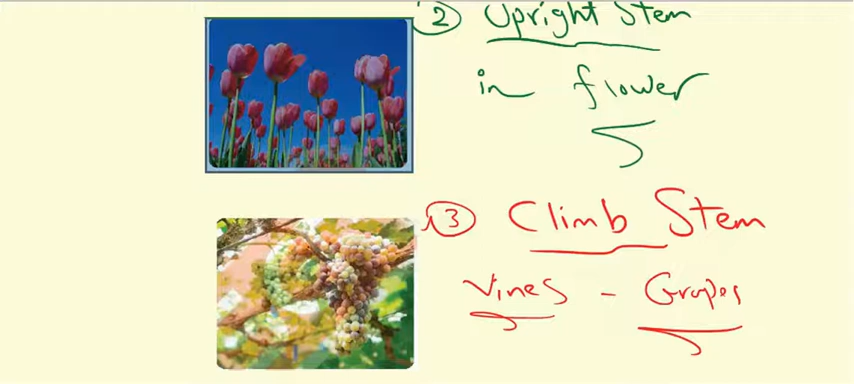 ② Upright Stem
in flower
③ Climb Stem
Vines - Grapes